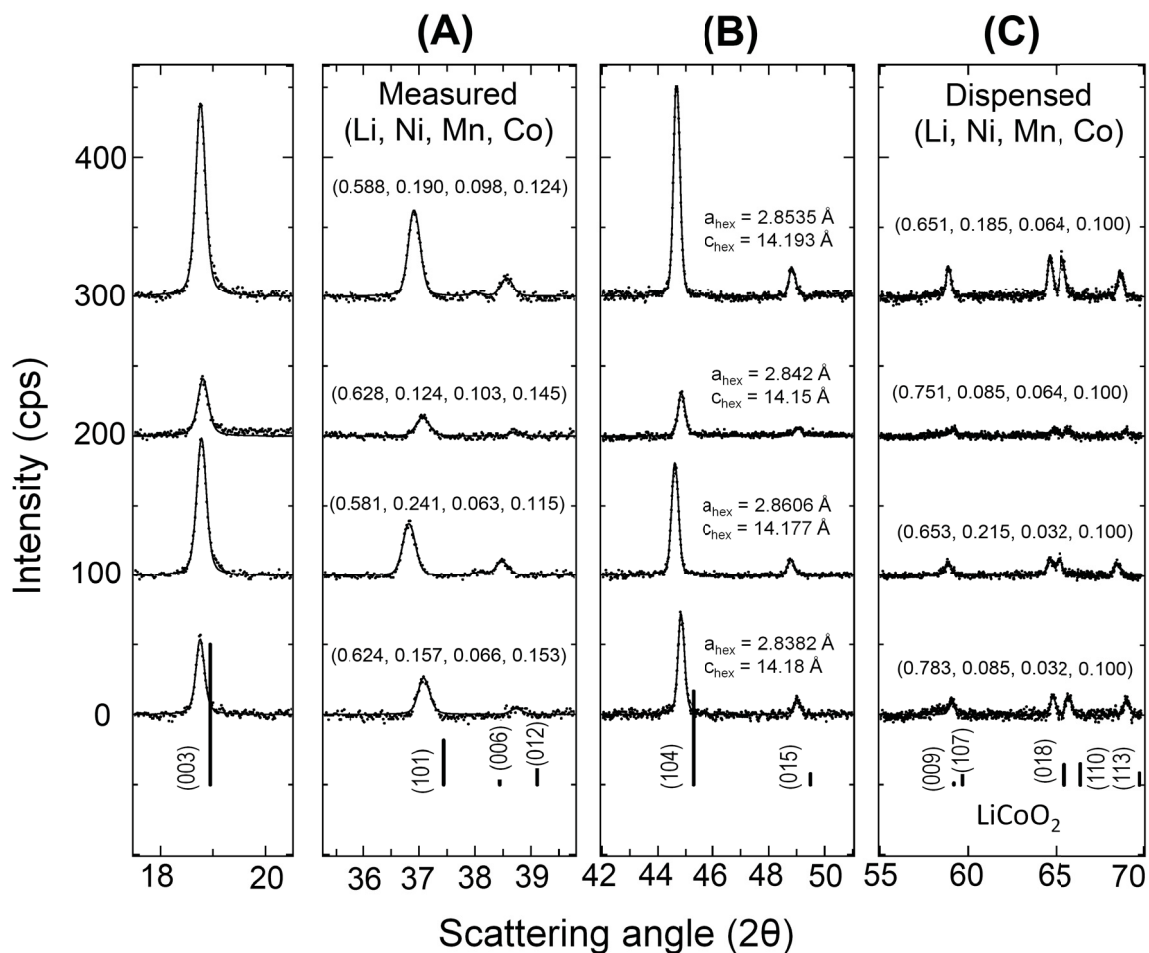 (A)
(B)
(C)
Measured
(Li, Ni, Mn, Co)
Dispensed
(Li, Ni, Mn, Co)
400
(0.588, 0.190, 0.098, 0.124)
a_hex = 2.8535 Å
c_hex = 14.193 Å
(0.651, 0.185, 0.064, 0.100)
300
(0.628, 0.124, 0.103, 0.145)
a_hex = 2.842 Å
c_hex = 14.15 Å
(0.751, 0.085, 0.064, 0.100)
200
(0.581, 0.241, 0.063, 0.115)
a_hex = 2.8606 Å
c_hex = 14.177 Å
(0.653, 0.215, 0.032, 0.100)
100
(0.624, 0.157, 0.066, 0.153)
a_hex = 2.8382 Å
c_hex = 14.18 Å
(0.783, 0.085, 0.032, 0.100)
0
Intensity (cps)
(003)
(101)
(006)
(012)
(104)
(015)
(009)
(107)
(018)
(110)
(113)
LiCoO₂
18 20
36 37 38 39
42 44 46 48 50
55 60 65 70
Scattering angle (2θ)